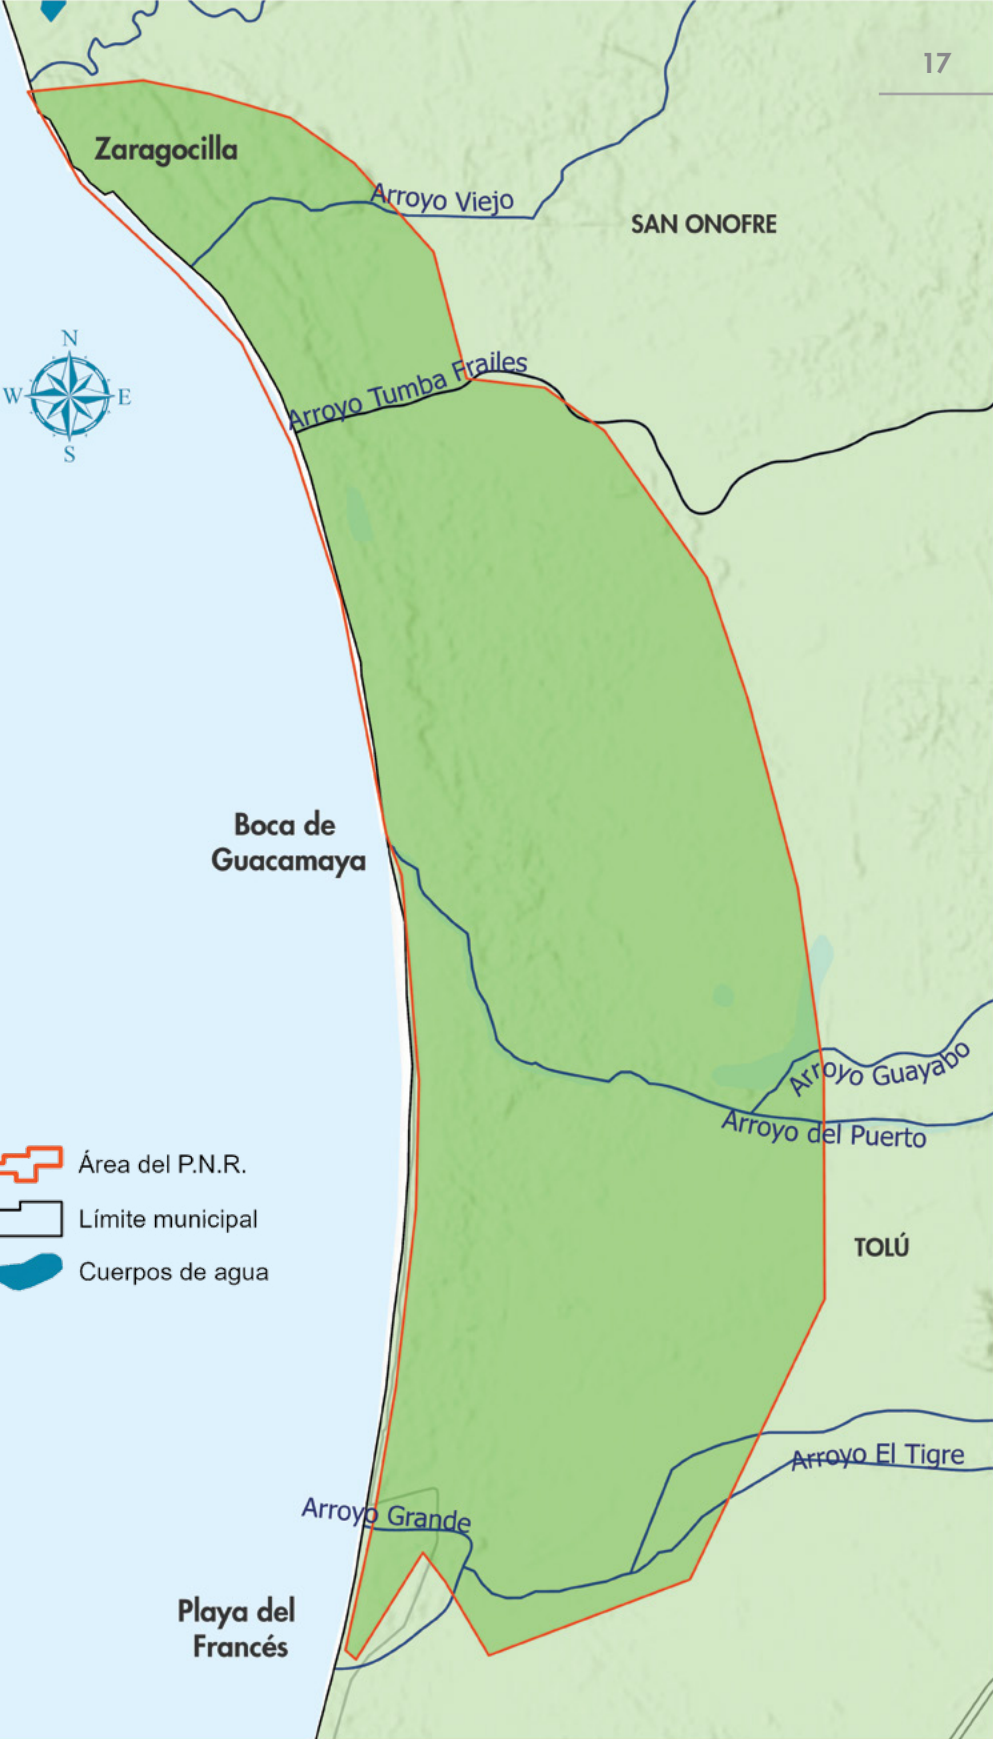 17
Zaragocilla
Arroyo Viejo
SAN ONOFRE
N
W
E
S
Arroyo Tumba Frailes
Boca de
Guacamaya
Arroyo Guayabo
Arroyo del Puerto
Área del P.N.R.
Límite municipal
Cuerpos de agua
TOLÚ
Arroyo El Tigre
Arroyo Grande
Playa del
Francés